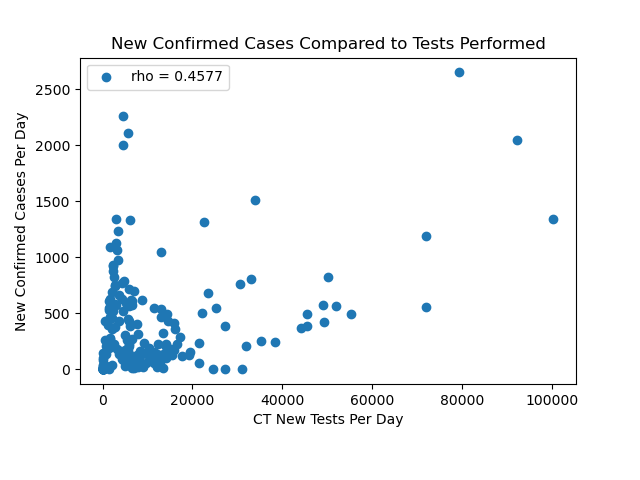 New Confirmed Cases Compared to Tests Performed
rho = 0.4577
New Confirmed Caeses Per Day
2500
2000
1500
1000
500
0
0 20000 40000 60000 80000 100000
CT New Tests Per Day